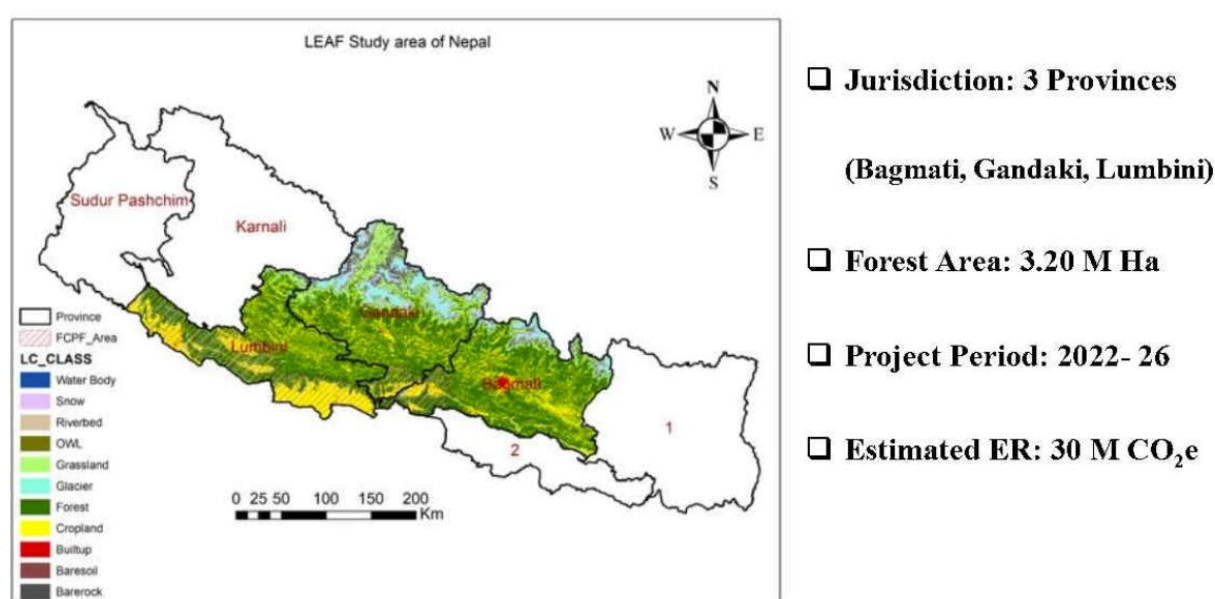 LEAF Study area of Nepal
N
W E
S
Sudur Pashchim
Karnali
Gandaki
Lumbini
Bagmati
1
2
Province
FCPF_Area
LC_CLASS
Water Body
Snow
Riverbed
OWL
Grassland
Glacier
Forest
Cropland
Builtup
Baresoil
Barerock
0 25 50 100 150 200
Km
❑ Jurisdiction: 3 Provinces
(Bagmati, Gandaki, Lumbini)
❑ Forest Area: 3.20 M Ha
❑ Project Period: 2022- 26
❑ Estimated ER: 30 M CO₂e